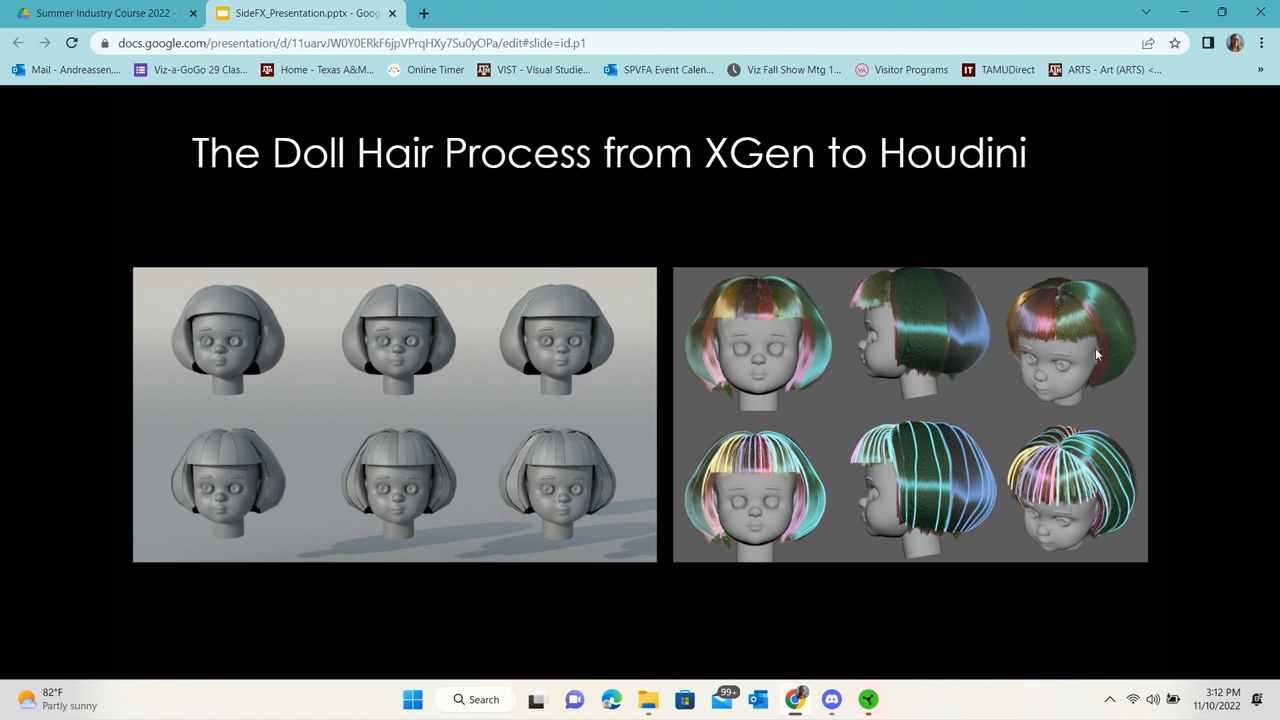 Summer Industry Course 2022 -
SideFX_Presentation.pptx - Goog
docs.google.com/presentation/d/11uarvJW0Y0ERkF6jpVPrqHXy7Su0yOPa/edit#slide=id.p1
Mail - Andreassen,...
Viz-a-GoGo 29 Clas...
Home - Texas A&M...
Online Timer
VIST - Visual Studie...
SPVFA Event Calen...
Viz Fall Show Mtg 1...
Visitor Programs
TAMUDirect
ARTS - Art (ARTS) <...
»
The Doll Hair Process from XGen to Houdini
82°F
Partly sunny
Search
99+
3:12 PM
11/10/2022